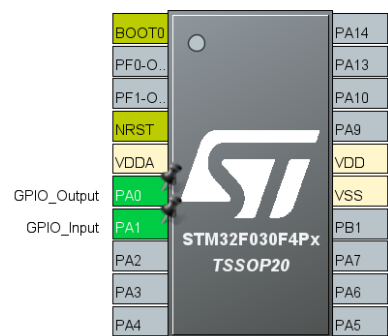 BOOT0 PA14
PF0-O.. PA13
PF1-O.. PA10
NRST PA9
VDDA VDD
GPIO_Output PA0 VSS
GPIO_Input PA1 PB1
STM32F030F4Px
PA2 PA7
TSSOP20
PA3 PA6
PA4 PA5